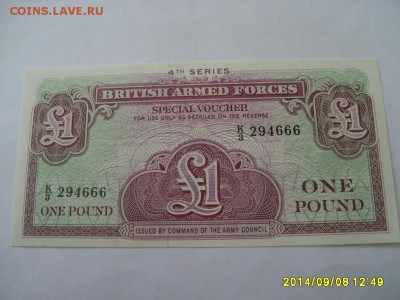 COINS.LAVE.RU
4TH SERIES
BRITISH ARMED FORCES
SPECIAL VOUCHER
FOR USE ONLY AS DETAILED ON THE REVERSE
£1
£1
K/3 294666
£1
K/3 294666
ONE POUND
ONE POUND
ISSUED BY COMMAND OF THE ARMY COUNCIL
2014/09/08 12:49